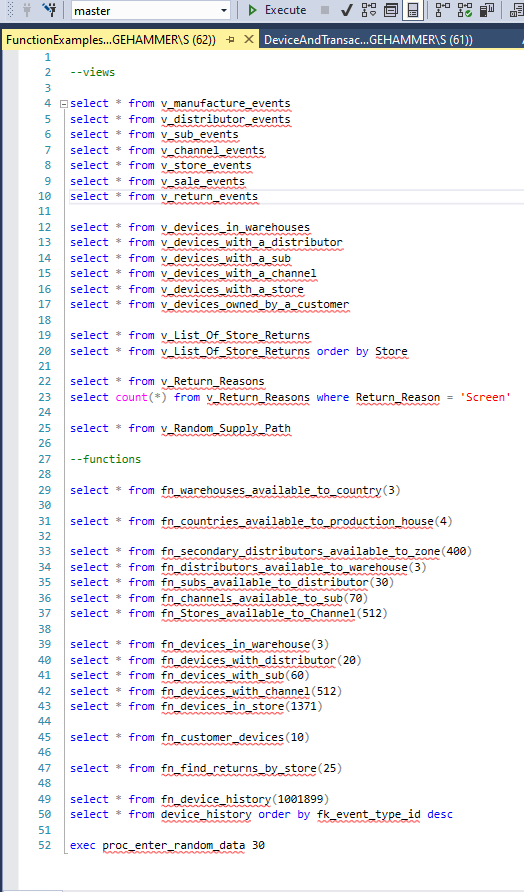 master
Execute
FunctionExamples...GEHAMMER\S (62))
DeviceAndTransac...GEHAMMER\S (61))
1
2 --views
3
4 select * from v_manufacture_events
5 select * from v_distributor_events
6 select * from v_sub_events
7 select * from v_channel_events
8 select * from v_store_events
9 select * from v_sale_events
10 select * from v_return_events
11
12 select * from v_devices_in_warehouses
13 select * from v_devices_with_a_distributor
14 select * from v_devices_with_a_sub
15 select * from v_devices_with_a_channel
16 select * from v_devices_with_a_store
17 select * from v_devices_owned_by_a_customer
18
19 select * from v_List_Of_Store_Returns
20 select * from v_List_Of_Store_Returns order by Store
21
22 select * from v_Return_Reasons
23 select count(*) from v_Return_Reasons where Return_Reason = 'Screen'
24
25 select * from v_Random_Supply_Path
26
27 --functions
28
29 select * from fn_warehouses_available_to_country(3)
30
31 select * from fn_countries_available_to_production_house(4)
32
33 select * from fn_secondary_distributors_available_to_zone(400)
34 select * from fn_distributors_available_to_warehouse(3)
35 select * from fn_subs_available_to_distributor(30)
36 select * from fn_channels_available_to_sub(70)
37 select * from fn_Stores_available_to_Channel(512)
38
39 select * from fn_devices_in_warehouse(3)
40 select * from fn_devices_with_distributor(20)
41 select * from fn_devices_with_sub(60)
42 select * from fn_devices_with_channel(512)
43 select * from fn_devices_in_store(1371)
44
45 select * from fn_customer_devices(10)
46
47 select * from fn_find_returns_by_store(25)
48
49 select * from fn_device_history(1001899)
50 select * from device_history order by fk_event_type_id desc
51
52 exec proc_enter_random_data 30